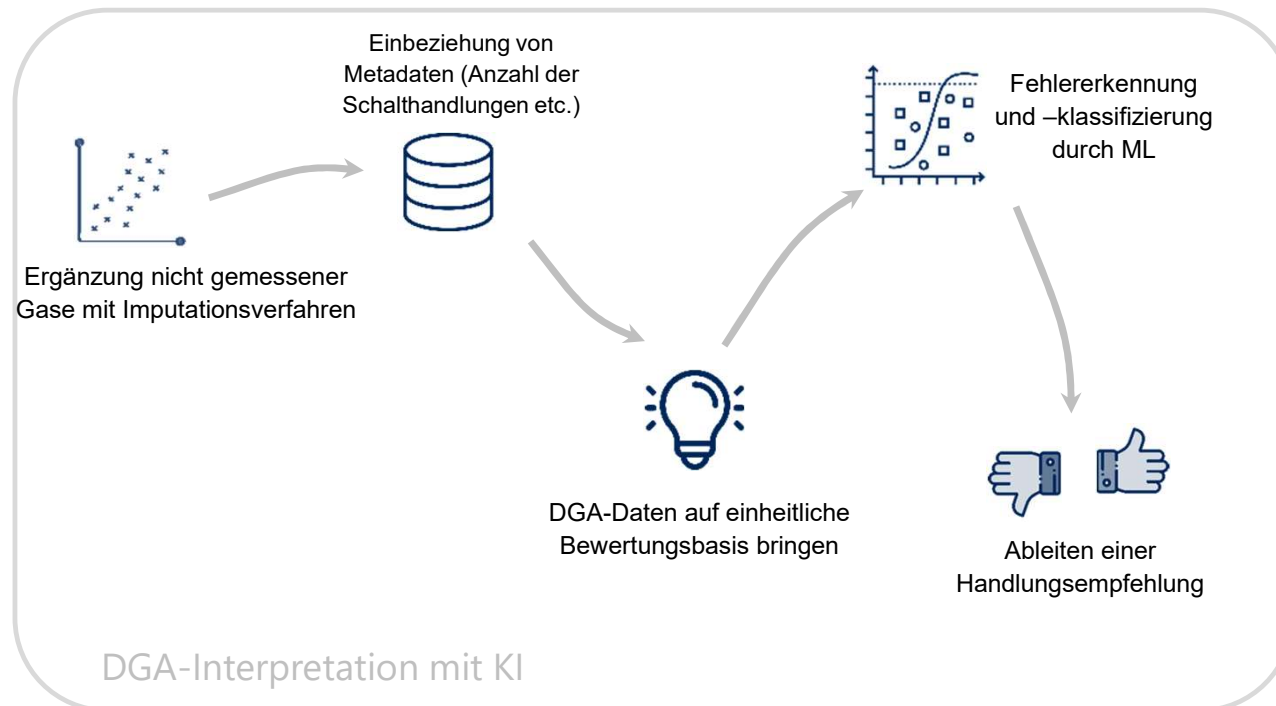 Einbeziehung von
Metadaten (Anzahl der
Schalthandlungen etc.)
Fehlererkennung
und –klassifizierung
durch ML
Ergänzung nicht gemessener
Gase mit Imputationsverfahren
DGA-Daten auf einheitliche
Bewertungsbasis bringen
Ableiten einer
Handlungsempfehlung
DGA-Interpretation mit KI